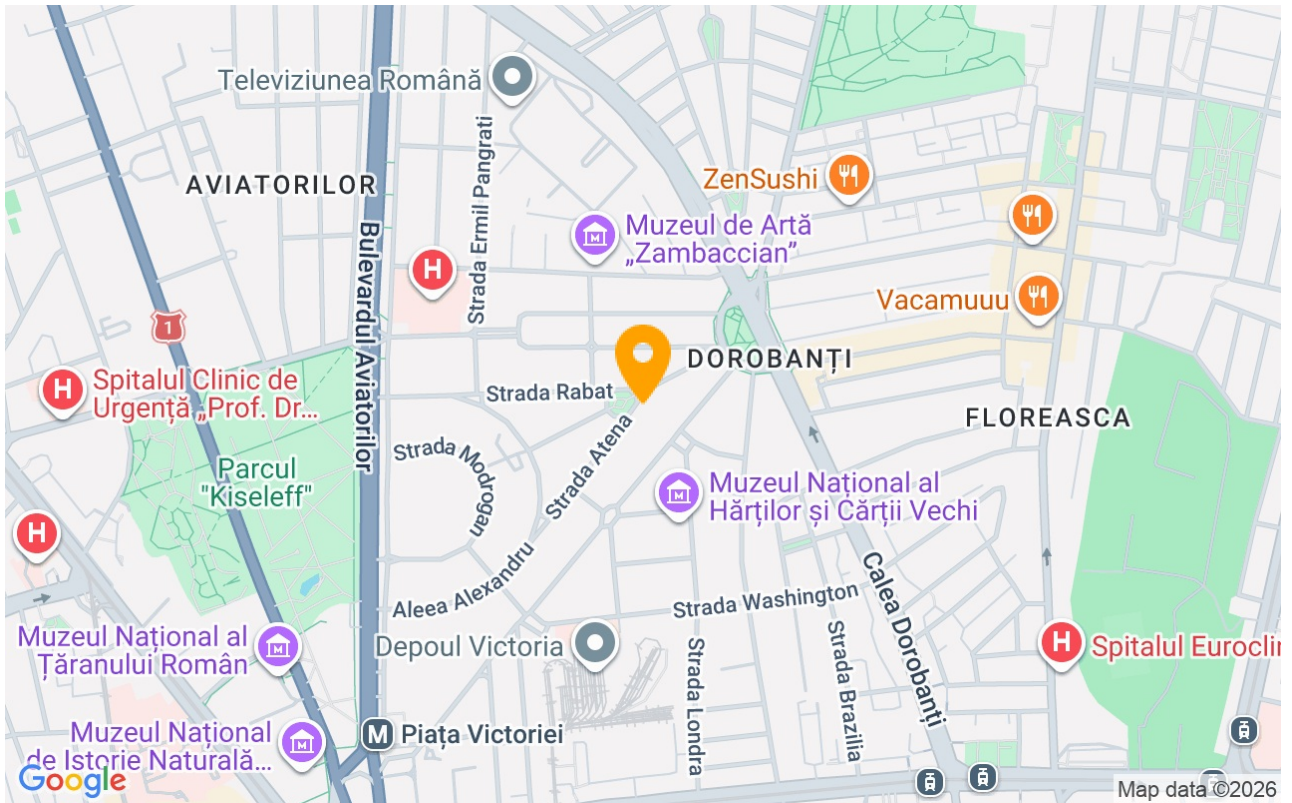 Televiziunea Română
AVIATORILOR
Strada Ermil Pangrati
ZenSushi
Muzeul de Artă
„Zambaccian”
Bulevardul Aviatorilor
H
Vacamuuu
1
DOROBANȚI
H
Spitalul Clinic de
Urgență „Prof. Dr...
Strada Rabat
FLOREASCA
Strada Atena
Strada Modrogan
Parcul
"Kiseleff"
Muzeul Național al
Hărților și Cărții Vechi
H
Aleea Alexandru
Strada Washington
Calea Dorobanți
Muzeul Național al
Țăranului Român
Depoul Victoria
Strada Londra
Strada Brazilia
H
Spitalul Euroclin
M
Piața Victoriei
Muzeul Național
de Istorie Naturală...
Google
Map data ©2026